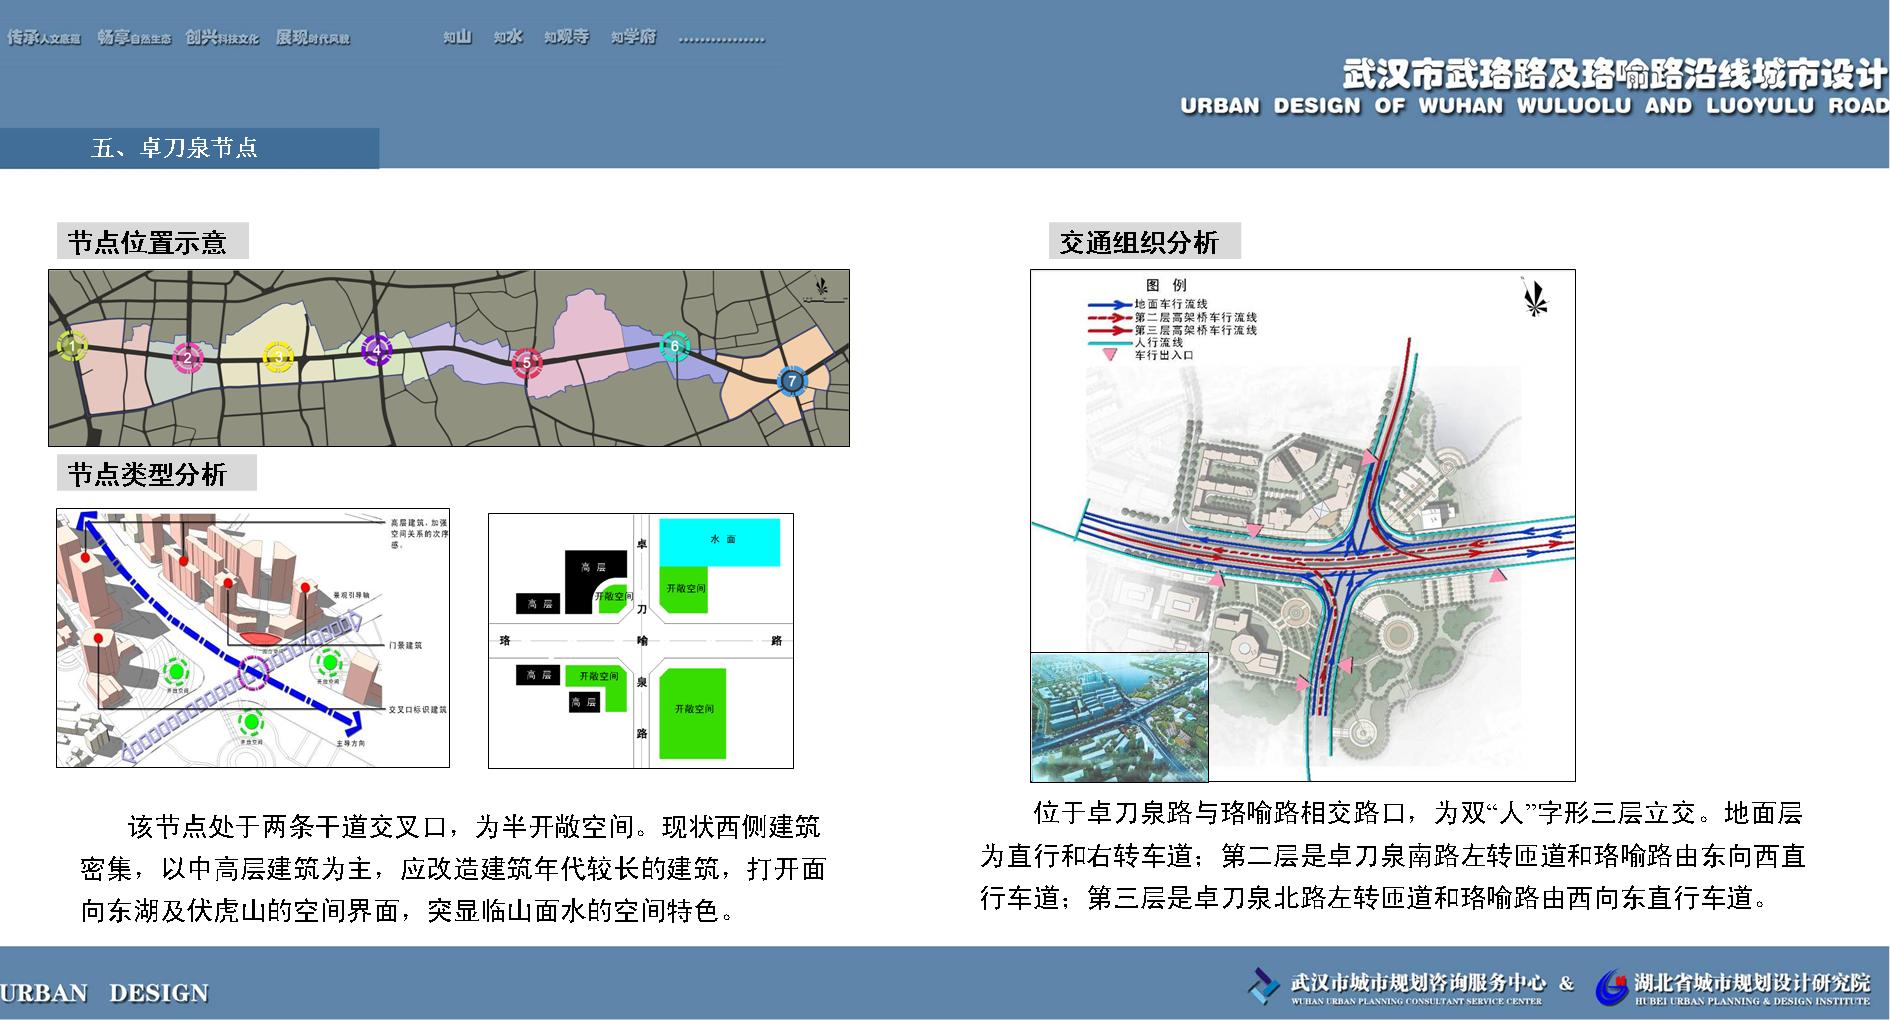 传承人文底蕴 畅享自然生态 创兴科技文化 展现时代风貌 知山 知水 知观寺 知学府 ................
武汉市武珞路及珞喻路沿线城市设计
URBAN DESIGN OF WUHAN WULUOLU AND LUOYULU ROAD
五、卓刀泉节点
节点位置示意
1
2
3
4
5
6
7
节点类型分析
高层建筑，加强
空间关系的次序
感。
景观引导轴
门景建筑
开放空间
开放空间
开放空间
交叉口标识建筑
主导方向
卓
刀
泉
路
珞
喻
路
水 面
高 层
高 层
开敞空间
开敞空间
高 层
开敞空间
高 层
开敞空间
该节点处于两条干道交叉口，为半开敞空间。现状西侧建筑
密集，以中高层建筑为主，应改造建筑年代较长的建筑，打开面
向东湖及伏虎山的空间界面，突显临山面水的空间特色。
交通组织分析
图 例
地面车行流线
第二层高架桥车行流线
第三层高架桥车行流线
人行流线
车行出入口
位于卓刀泉路与珞喻路相交路口，为双“人”字形三层立交。地面层
为直行和右转车道；第二层是卓刀泉南路左转匝道和珞喻路由东向西直
行车道；第三层是卓刀泉北路左转匝道和珞喻路由西向东直行车道。
URBAN DESIGN
武汉市城市规划咨询服务中心 &
WUHAN URBAN PLANNING CONSULTANT SERVICE CENTER
湖北省城市规划设计研究院
HUBEI URBAN PLANNING & DESIGN INSTITUTE